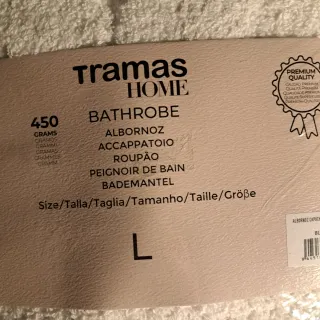 Tramas
HOME
PREMIUM
QUALITY
450
GRAMS
BATHROBE
ALBORNOZ
ACCAPPATOIO
ROUPÃO
PEIGNOIR DE BAIN
BADEMANTEL
Size/Talla/Taglia/Tamanho/Taille/Größe
L